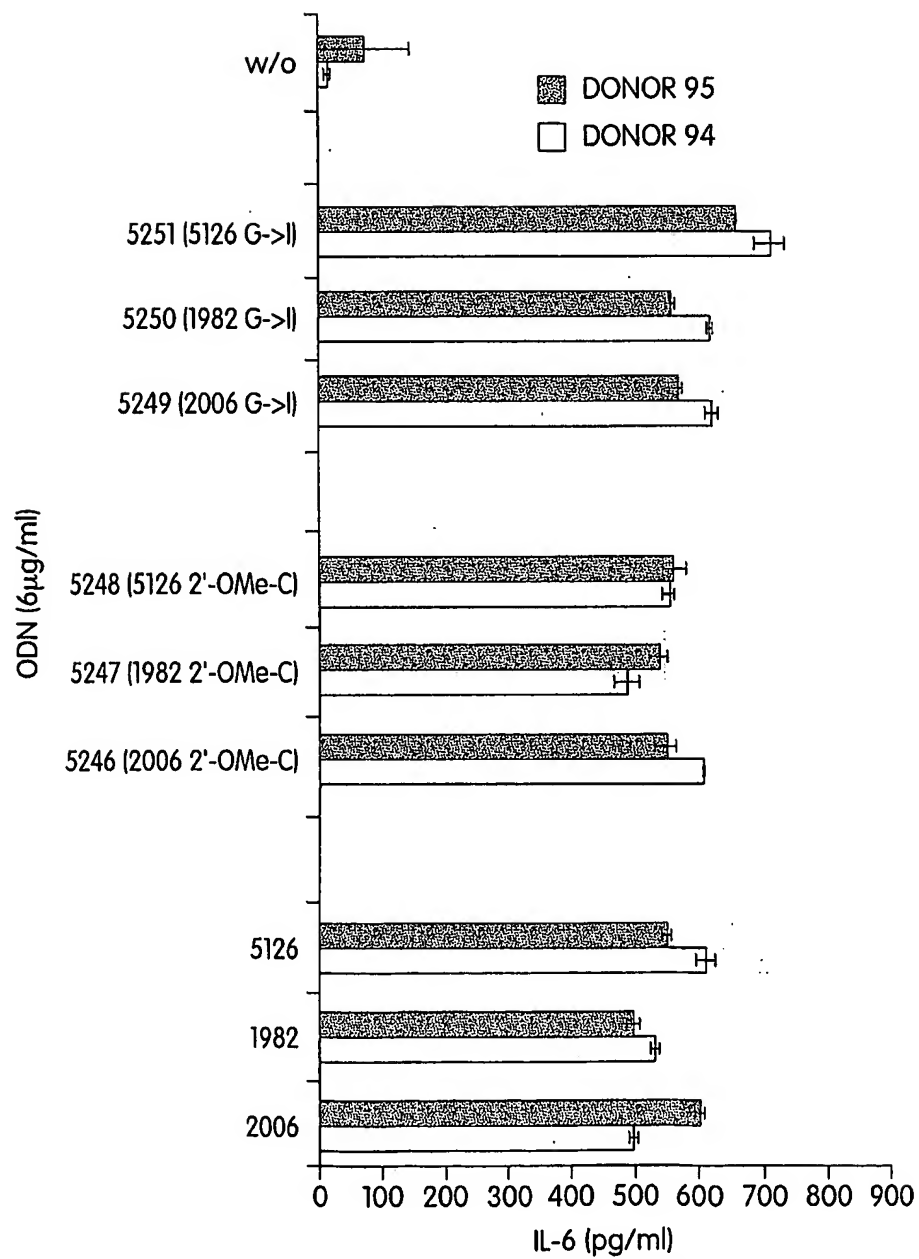 w/o
DONOR 95
DONOR 94
5251 (5126 G->I)
5250 (1982 G->I)
5249 (2006 G->I)
5248 (5126 2'-OMe-C)
5247 (1982 2'-OMe-C)
5246 (2006 2'-OMe-C)
5126
1982
2006
ODN (6µg/ml)
0 100 200 300 400 500 600 700 800 900
IL-6 (pg/ml)